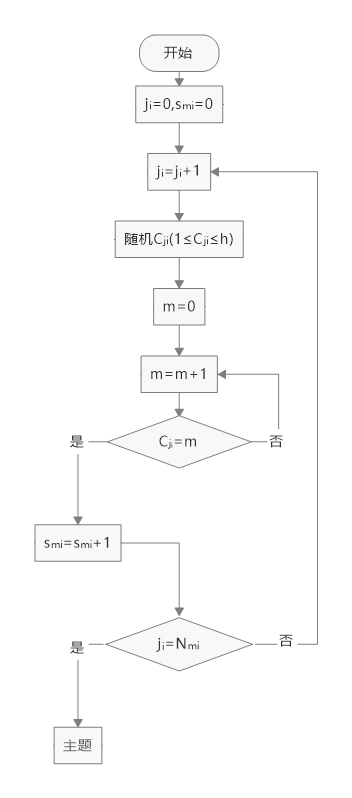 开始
jᵢ=0,sₘᵢ=0
jᵢ=jᵢ+1
随机Cⱼᵢ(1≤Cⱼᵢ≤h)
m=0
m=m+1
Cⱼᵢ=m
是
否
sₘᵢ=sₘᵢ+1
jᵢ=Nₘᵢ
是
否
主题